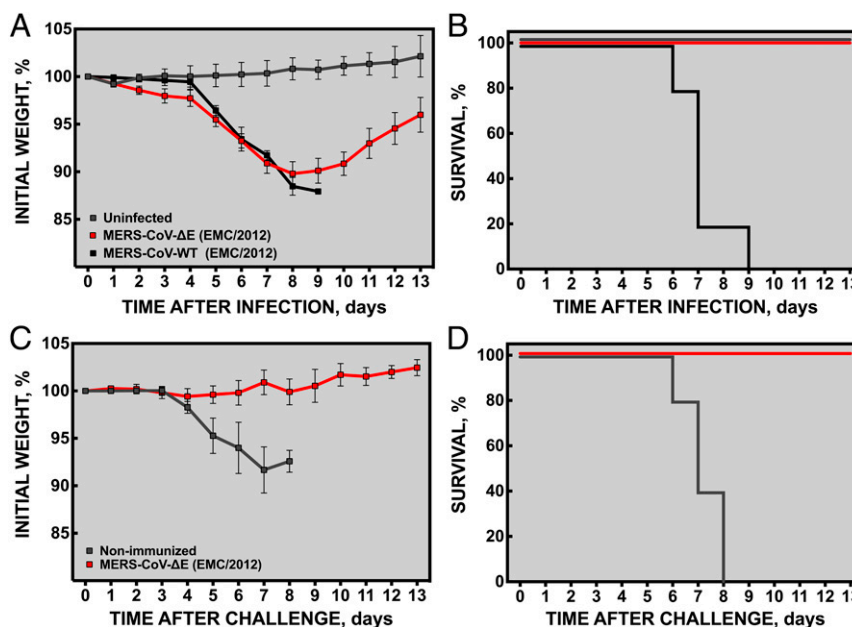 A
INITIAL WEIGHT, %
105
100
95
90
85
Uninfected
MERS-CoV-ΔE (EMC/2012)
MERS-CoV-WT (EMC/2012)
0 1 2 3 4 5 6 7 8 9 10 11 12 13
TIME AFTER INFECTION, days
B
SURVIVAL, %
100
80
60
40
20
0
0 1 2 3 4 5 6 7 8 9 10 11 12 13
TIME AFTER INFECTION, days
C
INITIAL WEIGHT, %
105
100
95
90
85
Non-immunized
MERS-CoV-ΔE (EMC/2012)
0 1 2 3 4 5 6 7 8 9 10 11 12 13
TIME AFTER CHALLENGE, days
D
SURVIVAL, %
100
80
60
40
20
0
0 1 2 3 4 5 6 7 8 9 10 11 12 13
TIME AFTER CHALLENGE, days